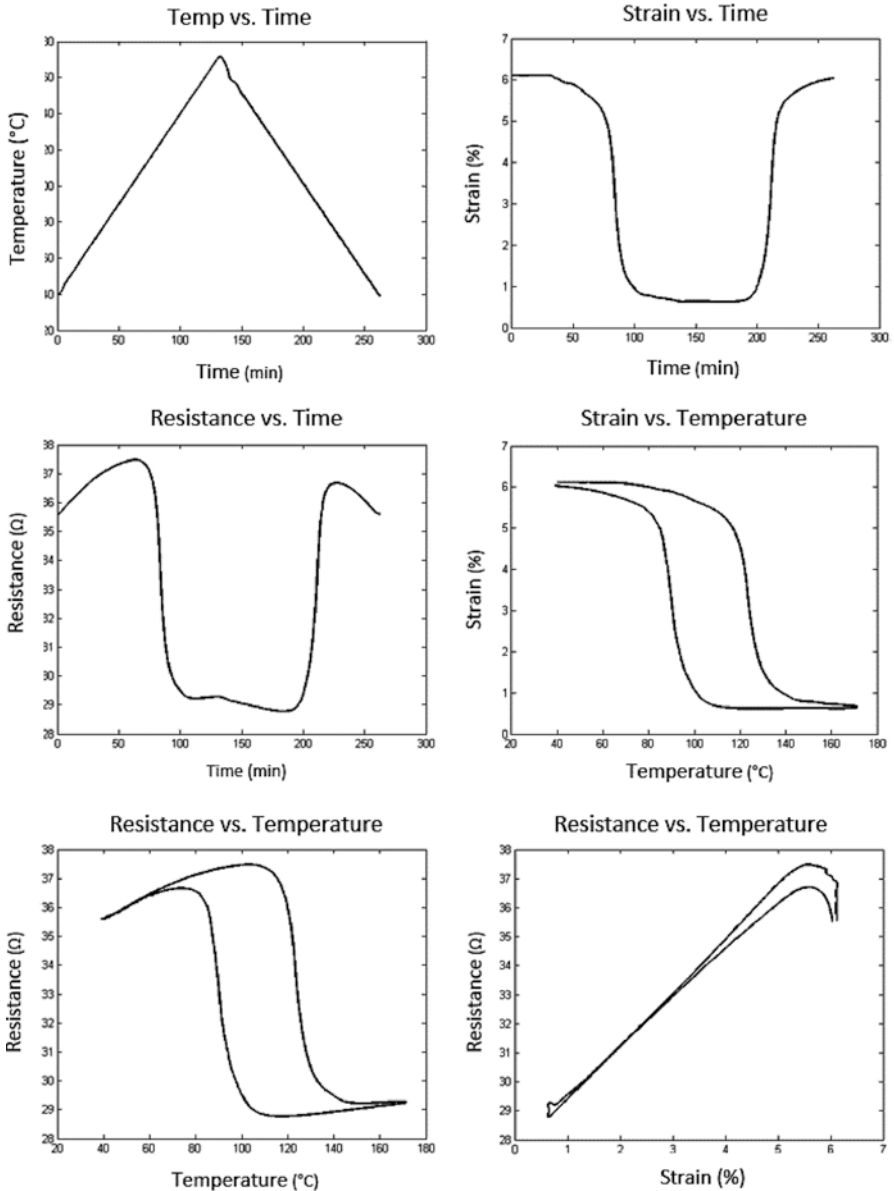 Temp vs. Time
Temperature (°C)
0 50 100 150 200 250 300
Time (min)
Strain vs. Time
Strain (%)
7
6
5
4
3
2
1
0
0 50 100 150 200 250 300
Time (min)
Resistance vs. Time
Resistance (Ω)
38
37
36
35
34
33
32
31
30
29
28
0 50 100 150 200 250 300
Time (min)
Strain vs. Temperature
Strain (%)
7
6
5
4
3
2
1
0
20 40 60 80 100 120 140 160 180
Temperature (°C)
Resistance vs. Temperature
Resistance (Ω)
38
37
36
35
34
33
32
31
30
29
28
20 40 60 80 100 120 140 160 180
Temperature (°C)
Resistance vs. Temperature
Resistance (Ω)
38
37
36
35
34
33
32
31
30
29
28
0 1 2 3 4 5 6 7
Strain (%)